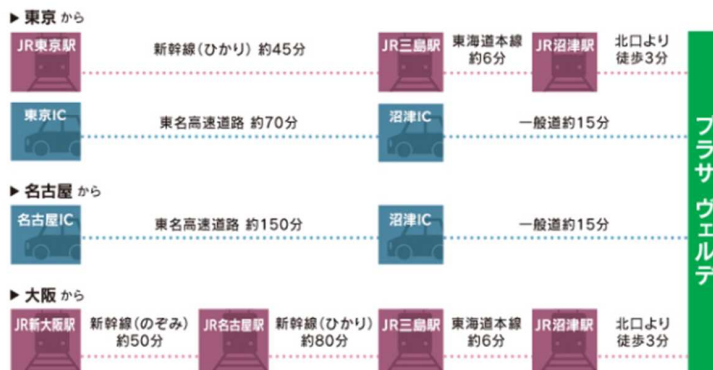 ▶ 東京 から
JR東京駅
新幹線(ひかり) 約45分
JR三島駅
東海道本線
約6分
JR沼津駅
北口より
徒歩3分
東京IC
東名高速道路 約70分
沼津IC
一般道約15分
▶ 名古屋 から
名古屋IC
東名高速道路 約150分
沼津IC
一般道約15分
▶ 大阪 から
JR新大阪駅
新幹線(のぞみ)
約50分
JR名古屋駅
新幹線(ひかり)
約80分
JR三島駅
東海道本線
約6分
JR沼津駅
北口より
徒歩3分
プラサ ヴェルデ